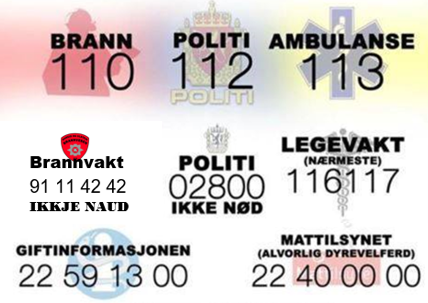 BRANN
110
POLITI
112
POLITI
AMBULANSE
113
Brannvakt
91 11 42 42
IKKJE NAUD
POLITI
02800
IKKE NØD
LEGEVAKT
(NÆRMESTE)
116117
GIFTINFORMASJONEN
22 59 13 00
MATTILSYNET
(ALVORLIG DYREVELFERD)
22 40 00 00